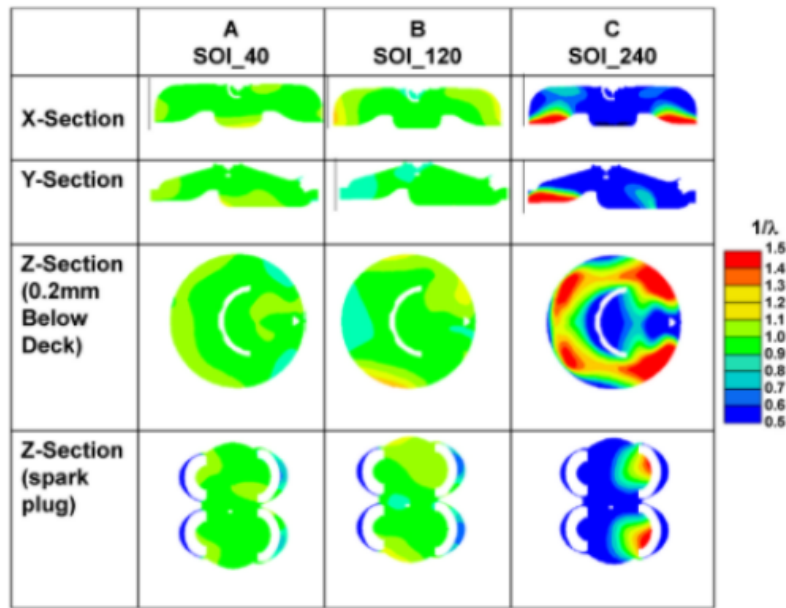 A
SOI_40
B
SOI_120
C
SOI_240
X-Section
Y-Section
Z-Section
(0.2mm
Below
Deck)
Z-Section
(spark
plug)
1/λ
1.5
1.4
1.3
1.2
1.1
1.0
0.9
0.8
0.7
0.6
0.5